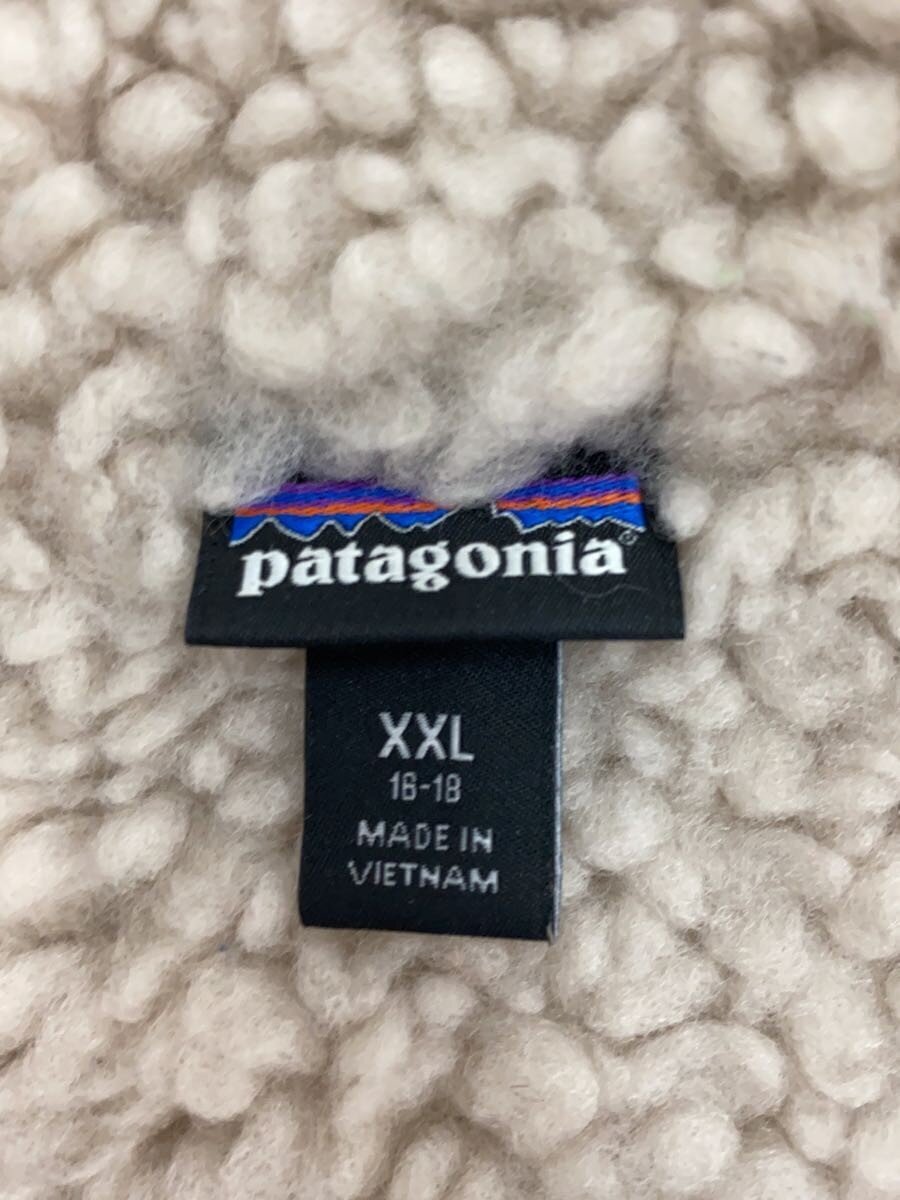 patagonia®
XXL
16-18
MADE IN
VIETNAM